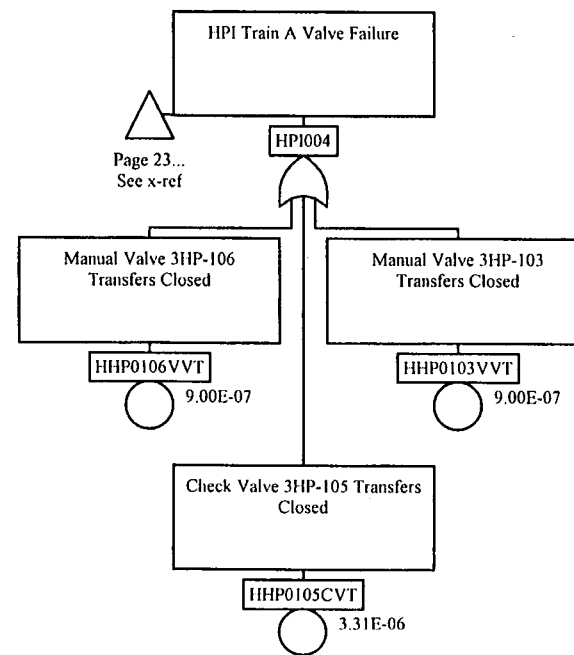 HPI Train A Valve Failure
HPI004
Page 23...
See x-ref
Manual Valve 3HP-106
Transfers Closed
HHP0106VVT
9.00E-07
Manual Valve 3HP-103
Transfers Closed
HHP0103VVT
9.00E-07
Check Valve 3HP-105 Transfers
Closed
HHP0105CVT
3.31E-06